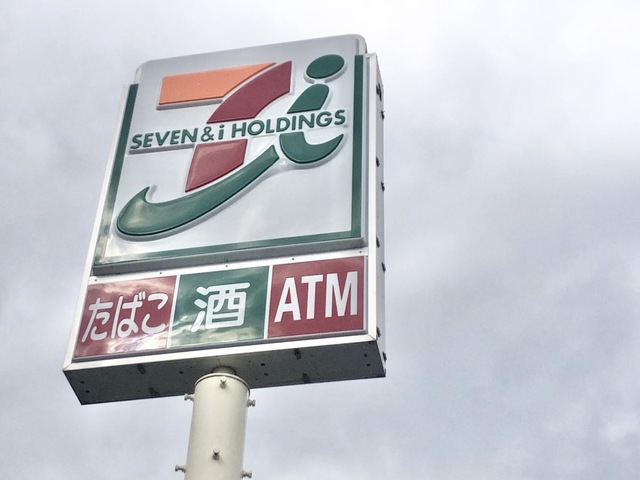 SEVEN & i HOLDINGS
たばこ 酒 ATM